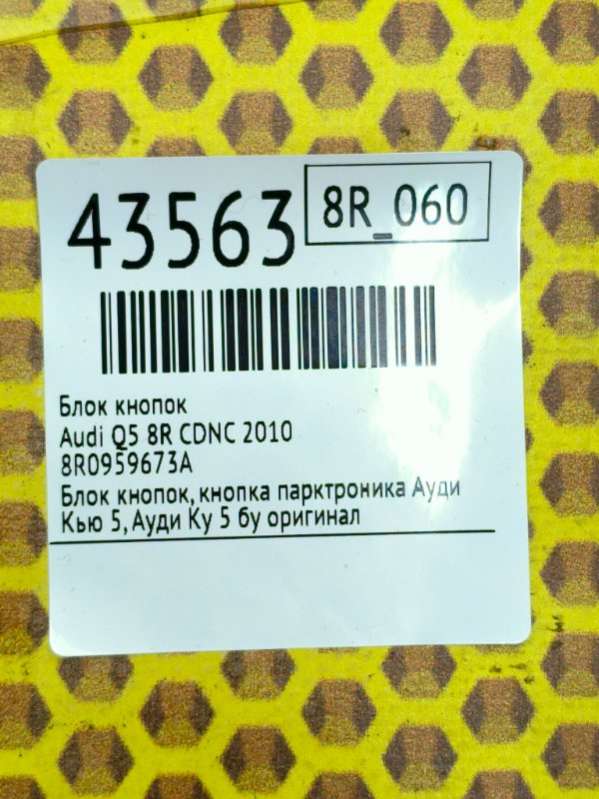 43563
8R_060
Блок кнопок
Audi Q5 8R CDNC 2010
8R0959673A
Блок кнопок, кнопка парктроника Ауди
Кью 5, Ауди Ку 5 бу оригинал